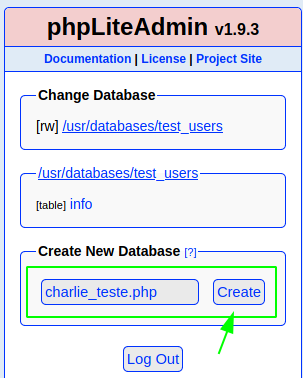 phpLiteAdmin v1.9.3
Documentation | License | Project Site
Change Database
[rw] /usr/databases/test_users
/usr/databases/test_users
[table] info
Create New Database [?]
charlie_teste.php Create
Log Out